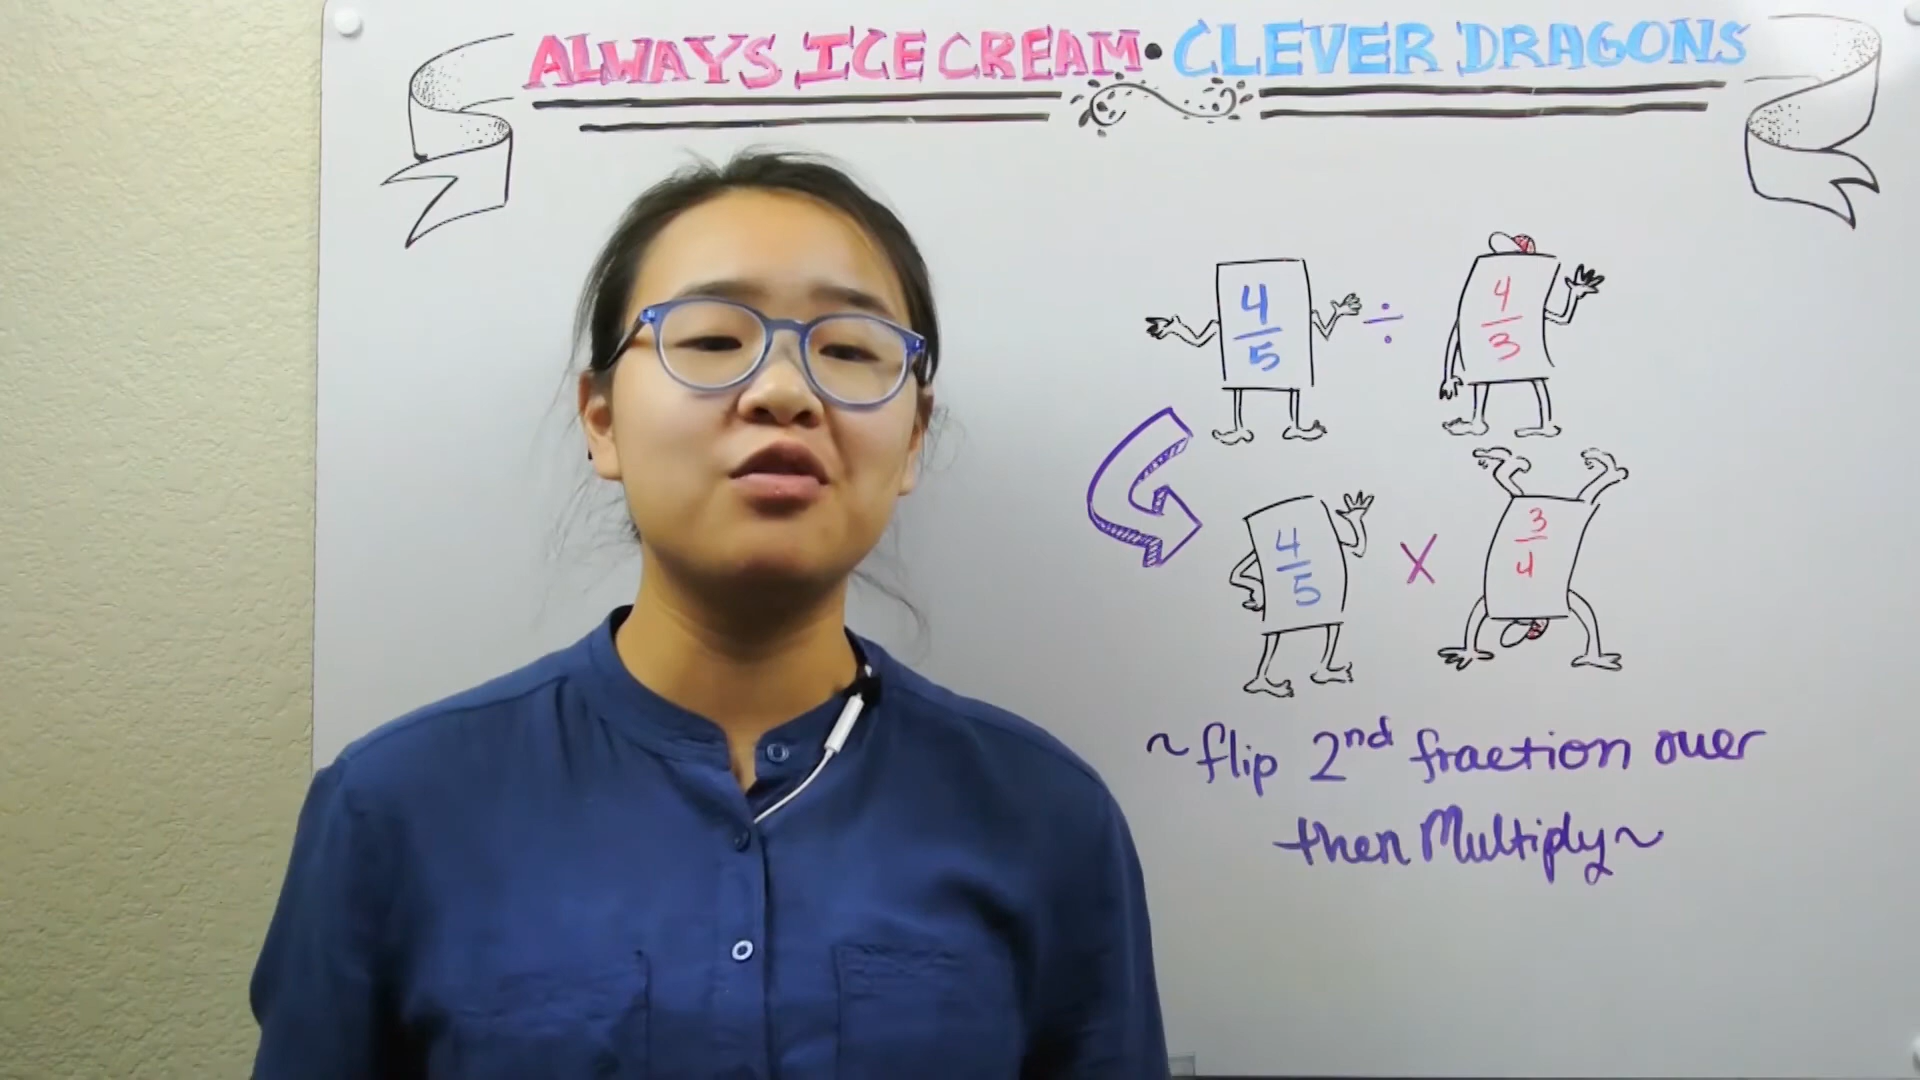 ALWAYS ICE CREAM • CLEVER DRAGONS
4/5 ÷ 4/3
4/5 X 3/4
~flip 2nd fraction over
then Multiply~